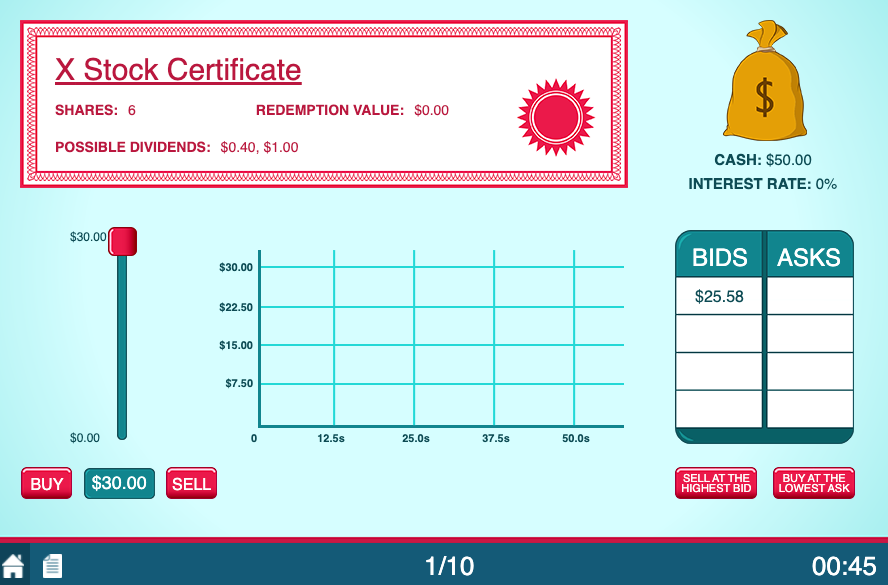 X Stock Certificate
SHARES: 6 REDEMPTION VALUE: $0.00
POSSIBLE DIVIDENDS: $0.40, $1.00
$
CASH: $50.00
INTEREST RATE: 0%
$30.00
$0.00
BUY $30.00 SELL
$30.00
$22.50
$15.00
$7.50
0 12.5s 25.0s 37.5s 50.0s
BIDS ASKS
$25.58
SELL AT THE
HIGHEST BID
BUY AT THE
LOWEST ASK
1/10 00:45